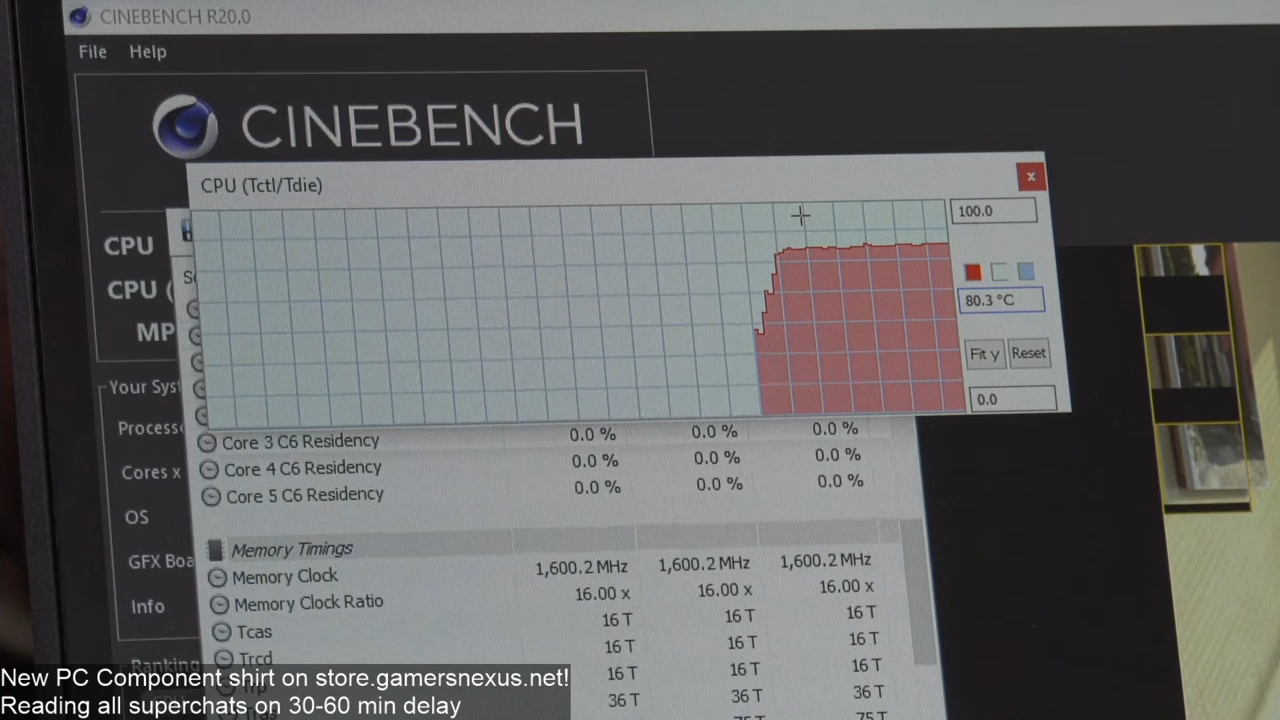 CINEBENCH R20.0
File Help
CINEBENCH
CPU (Tctl/Tdie)
x
100.0
80.3 °C
Fit y Reset
0.0
CPU
CPU (
MP
Your Sys
Process
Cores x
OS
GFX Boa
Info
Ranking
Core 3 C6 Residency 0.0 % 0.0 % 0.0 %
Core 4 C6 Residency 0.0 % 0.0 % 0.0 %
Core 5 C6 Residency 0.0 % 0.0 % 0.0 %
Memory Timings
Memory Clock 1,600.2 MHz 1,600.2 MHz 1,600.2 MHz
Memory Clock Ratio 16.00 x 16.00 x 16.00 x
Tcas 16 T 16 T 16 T
Trcd 16 T 16 T 16 T
Trp 16 T 16 T 16 T
36 T 36 T 36 T
75 T
New PC Component shirt on store.gamersnexus.net!
Reading all superchats on 30-60 min delay